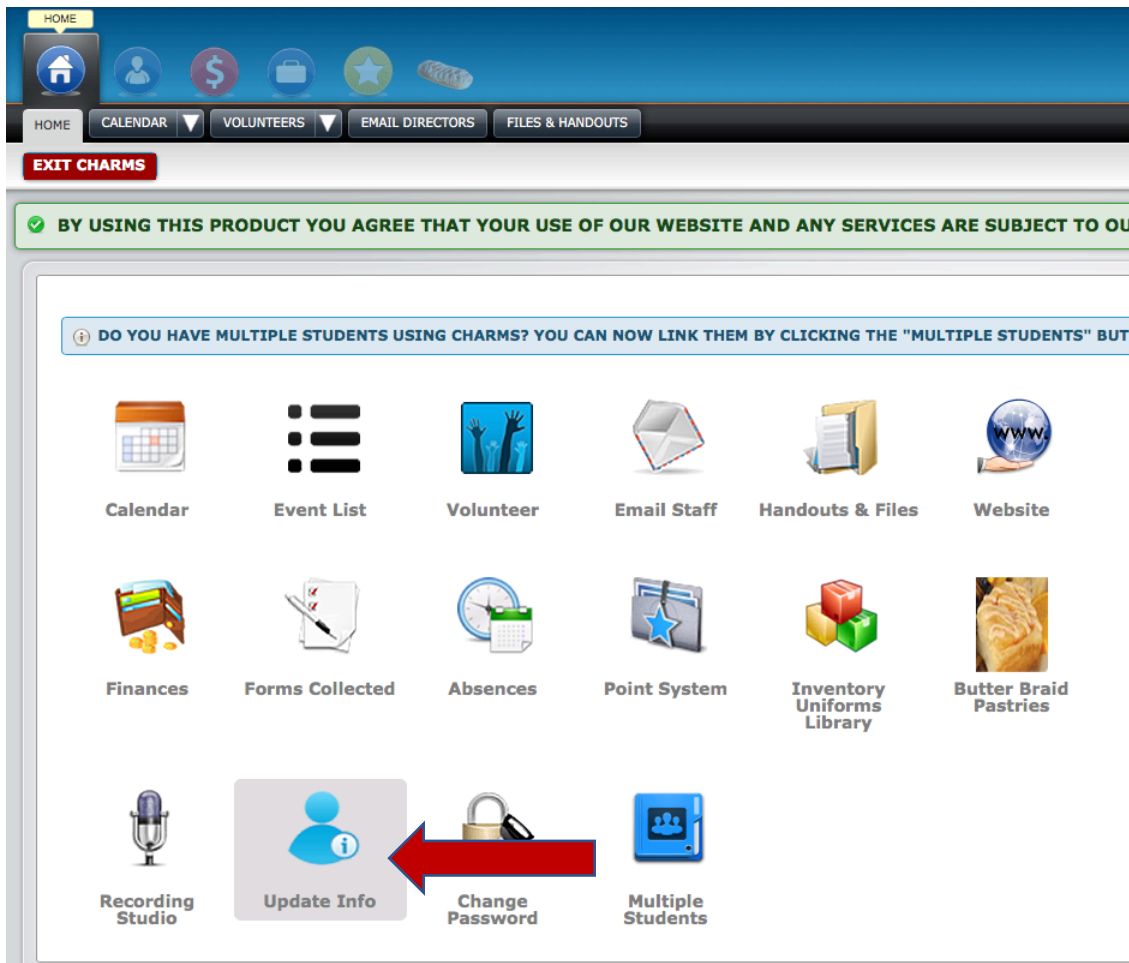 HOME
HOME
CALENDAR
VOLUNTEERS
EMAIL DIRECTORS
FILES & HANDOUTS
EXIT CHARMS
BY USING THIS PRODUCT YOU AGREE THAT YOUR USE OF OUR WEBSITE AND ANY SERVICES ARE SUBJECT TO OU
DO YOU HAVE MULTIPLE STUDENTS USING CHARMS? YOU CAN NOW LINK THEM BY CLICKING THE "MULTIPLE STUDENTS" BUT
www.
Calendar
Event List
Volunteer
Email Staff
Handouts & Files
Website
Finances
Forms Collected
Absences
Point System
Inventory
Uniforms
Library
Butter Braid
Pastries
Recording
Studio
Update Info
Change
Password
Multiple
Students